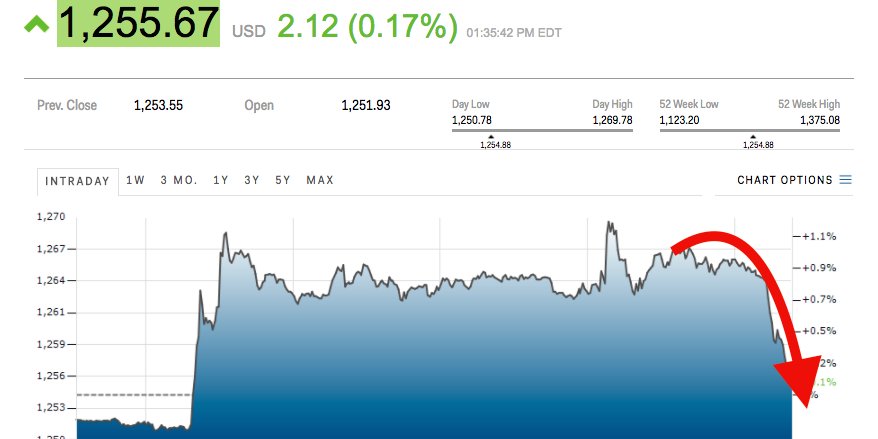 1,255.67 USD 2.12 (0.17%) 01:35:42 PM EDT
Prev. Close 1,253.55 Open 1,251.93
Day Low Day High 52 Week Low 52 Week High
1,250.78 1,269.78 1,123.20 1,375.08
1,254.88 1,254.88
INTRADAY 1W 3 MO. 1Y 3Y 5Y MAX CHART OPTIONS
1,270
+1.1%
1,267
+0.9%
1,264
+0.7%
1,261
+0.5%
1,259
1,256
1,253
1,250